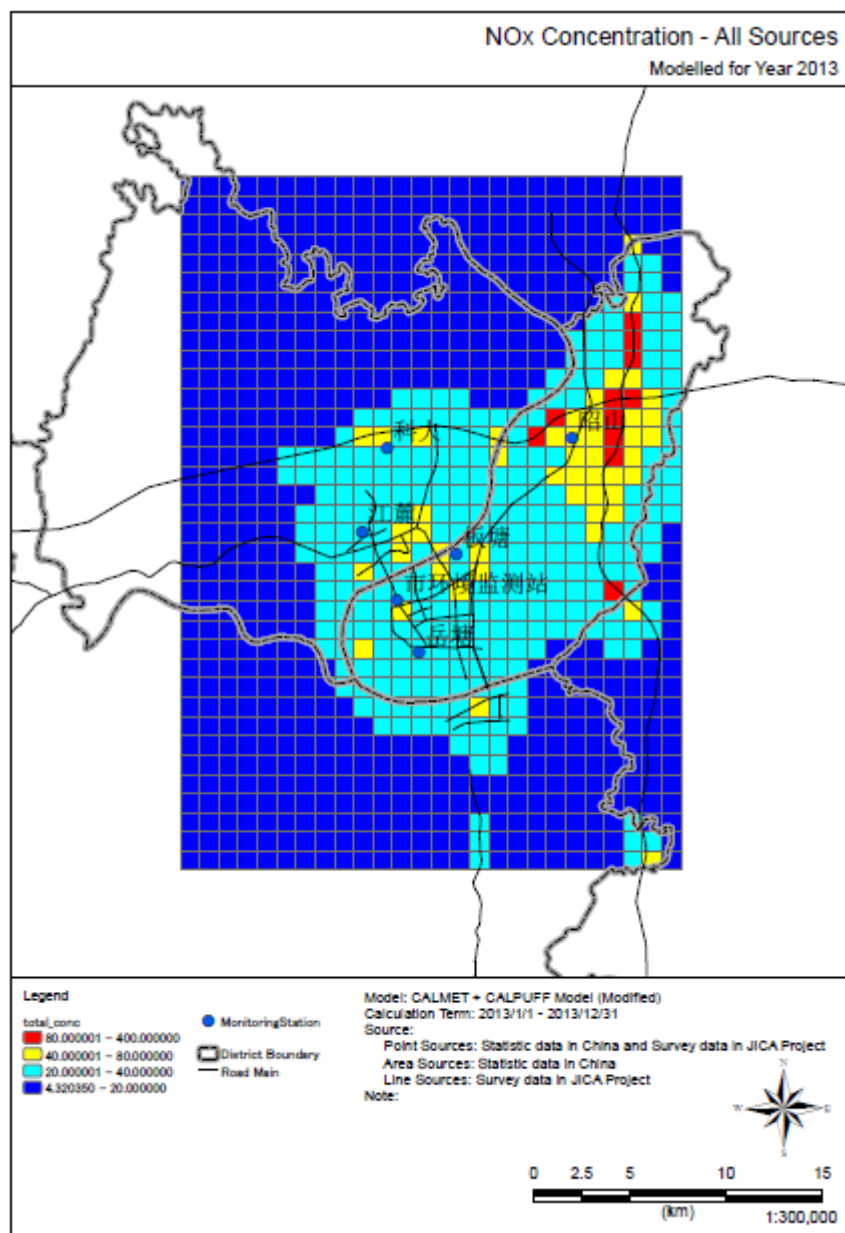 NOx Concentration - All Sources
Modelled for Year 2013
科大
昭山
江麓
板塘
市环境监测站
岳塘
Legend
total_conc
80.000001 - 400.000000
40.000001 - 80.000000
20.000001 - 40.000000
4.320350 - 20.000000
MonitoringStation
District Boundary
Road Main
Model: CALMET + CALPUFF Model (Modified)
Calculation Term: 2013/1/1 - 2013/12/31
Source:
Point Sources: Statistic data in China and Survey data in JICA Project
Area Sources: Statistic data in China
Line Sources: Survey data in JICA Project
Note:
N
W
E
S
0 2.5 5 10 15
(km)
1:300,000